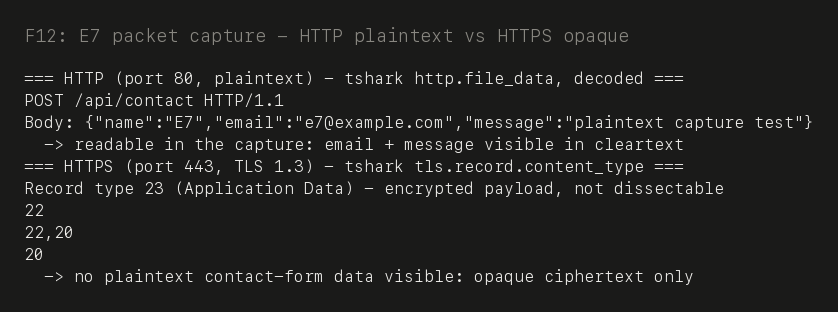 F12: E7 packet capture — HTTP plaintext vs HTTPS opaque
=== HTTP (port 80, plaintext) — tshark http.file_data, decoded ===
POST /api/contact HTTP/1.1
Body: {"name":"E7","email":"e7@example.com","message":"plaintext capture test"}
  -> readable in the capture: email + message visible in cleartext
=== HTTPS (port 443, TLS 1.3) — tshark tls.record.content_type ===
Record type 23 (Application Data) — encrypted payload, not dissectable
22
22,20
20
  -> no plaintext contact-form data visible: opaque ciphertext only